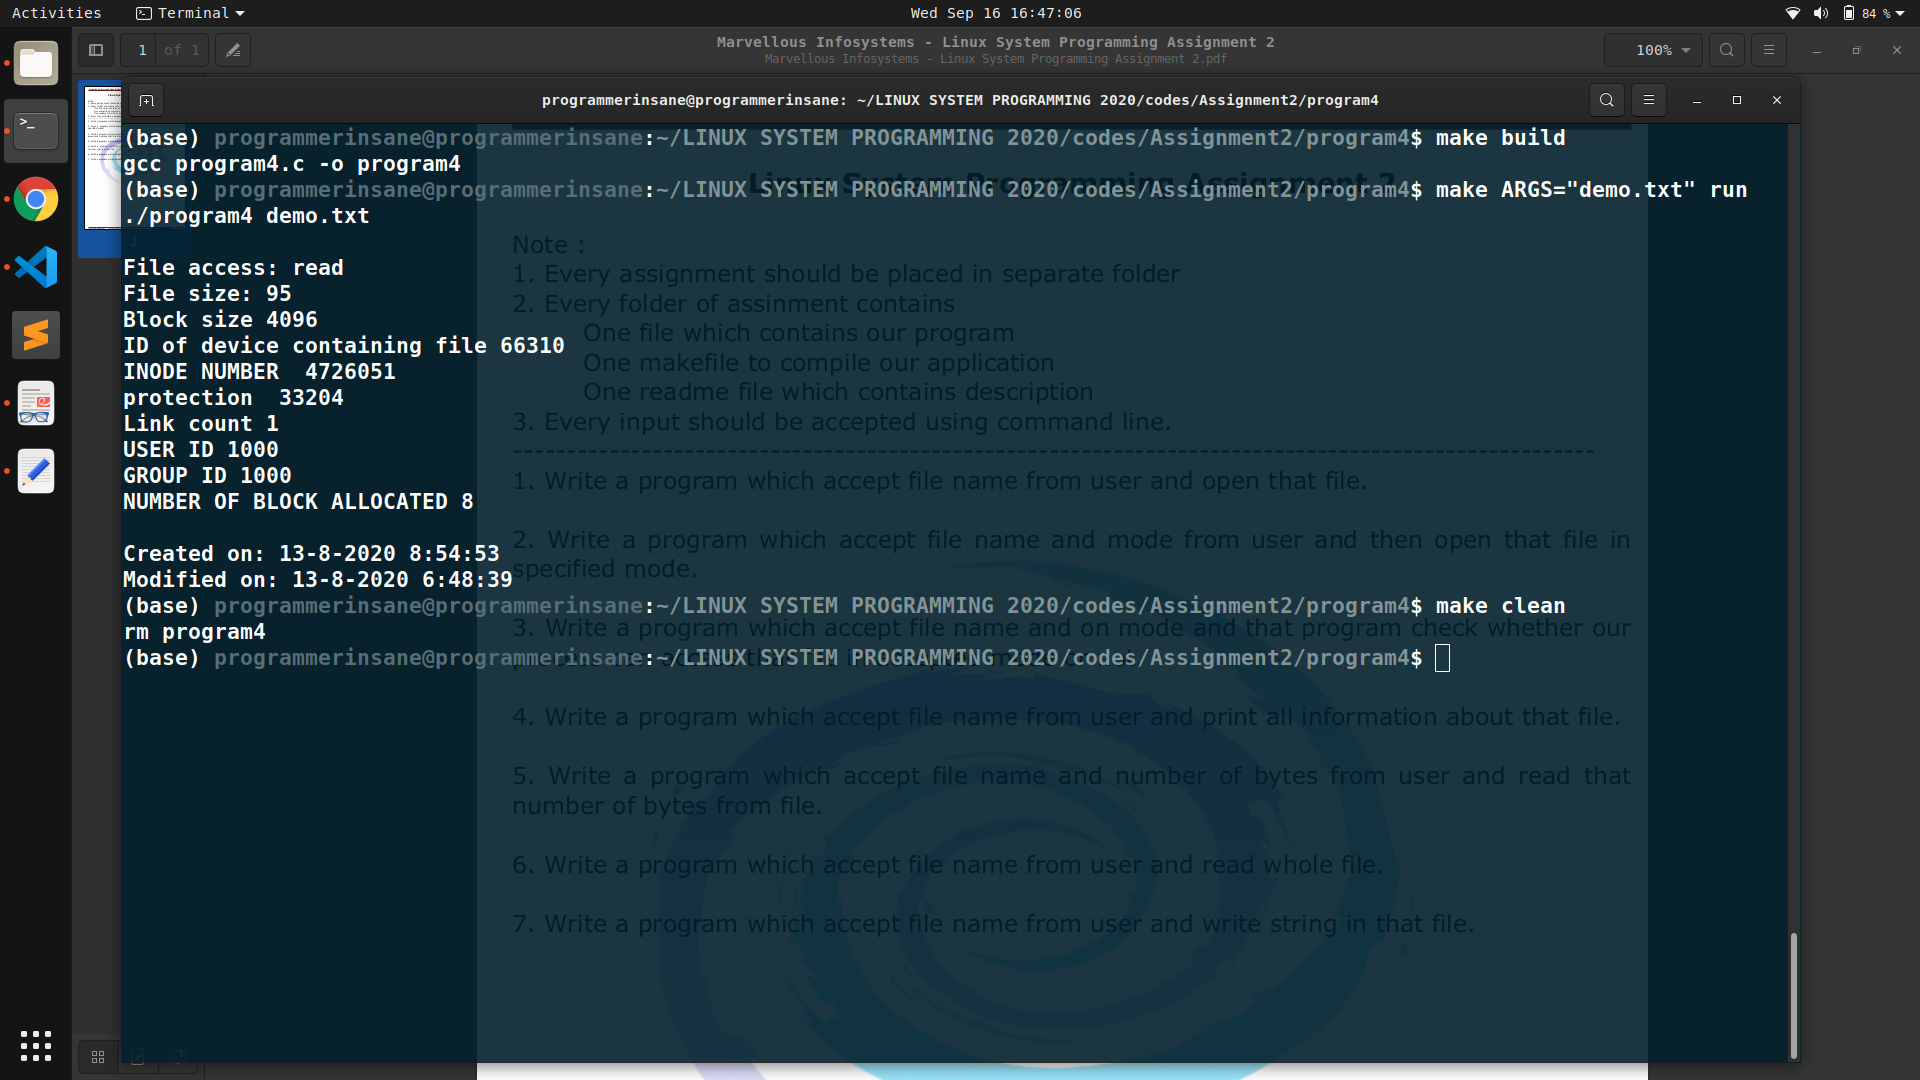 Activities
Terminal
Wed Sep 16 16:47:06
84 %
1 of 1
Marvellous Infosystems - Linux System Programming Assignment 2
Marvellous Infosystems - Linux System Programming Assignment 2.pdf
100%
programmerinsane@programmerinsane: ~/LINUX SYSTEM PROGRAMMING 2020/codes/Assignment2/program4
(base) programmerinsane@programmerinsane:~/LINUX SYSTEM PROGRAMMING 2020/codes/Assignment2/program4$ make build
gcc program4.c -o program4
(base) programmerinsane@programmerinsane:~/LINUX SYSTEM PROGRAMMING 2020/codes/Assignment2/program4$ make ARGS="demo.txt" run
./program4 demo.txt
File access: read
File size: 95
Block size 4096
ID of device containing file 66310
INODE NUMBER  4726051
protection  33204
Link count 1
USER ID 1000
GROUP ID 1000
NUMBER OF BLOCK ALLOCATED 8
Created on: 13-8-2020 8:54:53
Modified on: 13-8-2020 6:48:39
(base) programmerinsane@programmerinsane:~/LINUX SYSTEM PROGRAMMING 2020/codes/Assignment2/program4$ make clean
rm program4
(base) programmerinsane@programmerinsane:~/LINUX SYSTEM PROGRAMMING 2020/codes/Assignment2/program4$
Linux System Programming Assignment 2
Note :
1. Every assignment should be placed in separate folder
2. Every folder of assinment contains
One file which contains our program
One makefile to compile our application
One readme file which contains description
3. Every input should be accepted using command line.
1. Write a program which accept file name from user and open that file.
2. Write a program which accept file name and mode from user and then open that file in
specified mode.
3. Write a program which accept file name and on mode and that program check whether our
4. Write a program which accept file name from user and print all information about that file.
5. Write a program which accept file name and number of bytes from user and read that
number of bytes from file.
6. Write a program which accept file name from user and read whole file.
7. Write a program which accept file name from user and write string in that file.